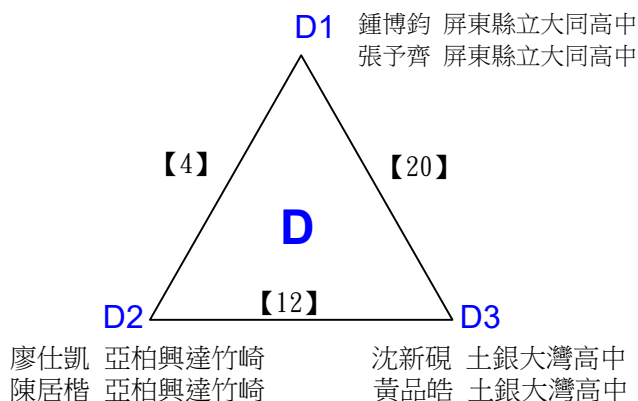 D1 鍾博鈞 屏東縣立大同高中
張予齊 屏東縣立大同高中
【4】 【20】
D
【12】
D2 D3
廖仕凱 亞柏興達竹崎 沈新硯 土銀大灣高中
陳居楷 亞柏興達竹崎 黃品皓 土銀大灣高中